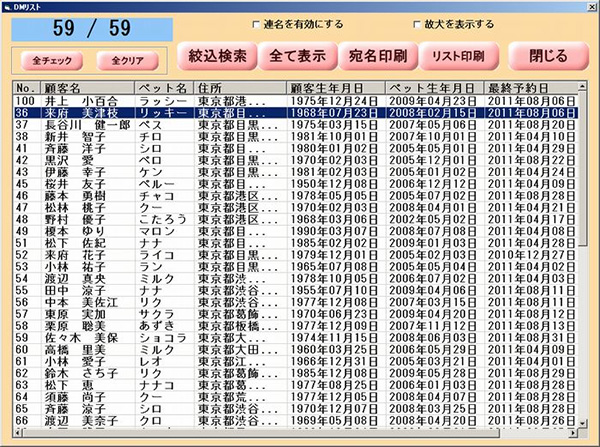 DMリスト
59 / 59
連名を有効にする
故犬を表示する
全チェック 全クリア 絞込検索 全て表示 宛名印刷 リスト印刷 閉じる
No. 顧客名 ペット名 住所 顧客生年月日 ペット生年月日 最終予約日
100 井上 小百合 ラッシー 東京都港... 1975年12月24日 2009年04月23日 2011年08月06日
36 来府 美津枝 リッキー 東京都目... 1968年07月23日 2008年02月15日 2011年08月06日
37 長谷川 健一郎 ベス 東京都目黒... 1975年03月15日 2007年05月06日 2011年08月20日
38 新井 智子 チロ 東京都目黒... 1981年03月10日 2005年10月01日 2011年08月09日
41 斉藤 洋子 シロ 東京都目... 1980年05月01日 2009年05月01日 2011年08月22日
42 黒沢 愛 ペロ 東京都目黒... 1970年03月10日 2008年02月29日 2011年08月20日
43 伊藤 幸子 ケン 東京都目黒... 1981年02月03日 2008年01月29日 2011年04月21日
45 桜井 友子 ペルー 東京都目... 1950年12月08日 2006年12月12日 2011年04月09日
46 藤本 勇樹 チャコ 東京都港区... 1978年05月05日 2007年05月02日 2011年08月07日
47 松林 桃子 クー 東京都港区... 1970年02月03日 2008年04月01日 2011年04月01日
48 野村 優子 こたろう 東京都港区... 1968年03月06日 2002年05月02日 2011年04月17日
49 榎本 ゆり マロン 東京都目... 1990年03月07日 2008年07月08日 2011年08月01日
51 松下 佐紀 ナナ 東京都目... 1985年02月03日 2009年01月03日 2011年04月28日
52 来府 花子 ライコ 東京都目黒... 1979年12月01日 2005年02月03日 2010年12月27日
53 小林 祐子 ラン 東京都目黒... 1965年07月08日 2005年03月04日 2011年04月02日
54 渡辺 真央 ミルク 東京都渋... 1978年10月05日 2006年07月02日 2011年04月03日
55 田中 涼子 ナナ 東京都渋谷... 1955年07月10日 2009年04月06日 2011年08月11日
56 中本 美佐江 リク 東京都渋谷... 1977年12月08日 2007年03月15日 2011年08月11日
57 東原 実加 サクラ 東京都葛飾... 1970年06月23日 2009年04月20日 2011年04月13日
58 栗原 聡美 あずき 東京都板橋... 1977年12月09日 2007年11月20日 2011年08月13日
59 佐々木 美保 ショコラ 東京都大... 1974年11月15日 2008年06月03日 2011年08月31日
60 高橋 里美 ミルク 東京都大田... 1960年03月25日 2006年05月29日 2011年04月09日
61 小林 愛子 レオ 東京都江... 1966年03月21日 2005年03月21日 2011年08月28日
62 鈴木 さち子 リク 東京都葛飾... 1985年12月09日 2008年05月21日 2011年08月29日
63 松下 恵 ナナコ 東京都葛... 1977年08月25日 2006年01月03日 2011年08月28日
64 須藤 尚子 クー 東京都荒... 1977年12月05日 2008年07月03日 2011年08月28日
65 斉藤 涼子 シロ 東京都渋谷... 1970年05月07日 2008年03月25日 2011年08月26日
66 渡辺 美奈子 クロ 東京都渋谷... 1969年05月09日 2008年04月08日 2011年08月26日